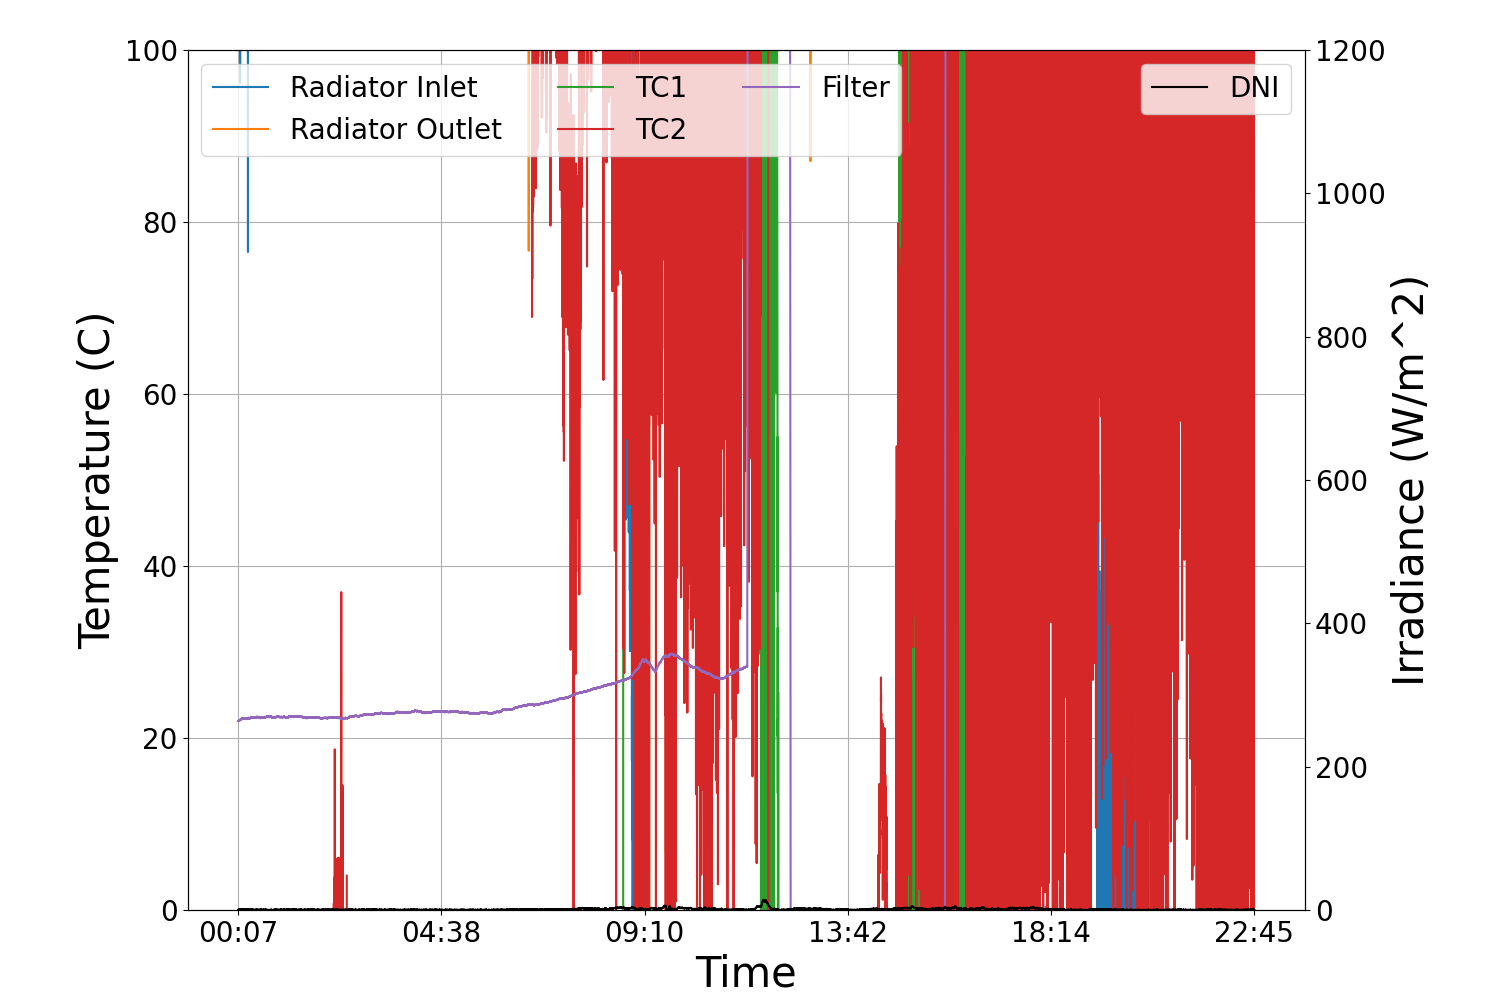 100
80
60
40
20
0
Temperature (C)
Radiator Inlet
Radiator Outlet
TC1
TC2
Filter
DNI
1200
1000
800
600
400
200
0
Irradiance (W/m^2)
00:07 04:38 09:10 13:42 18:14 22:45
Time